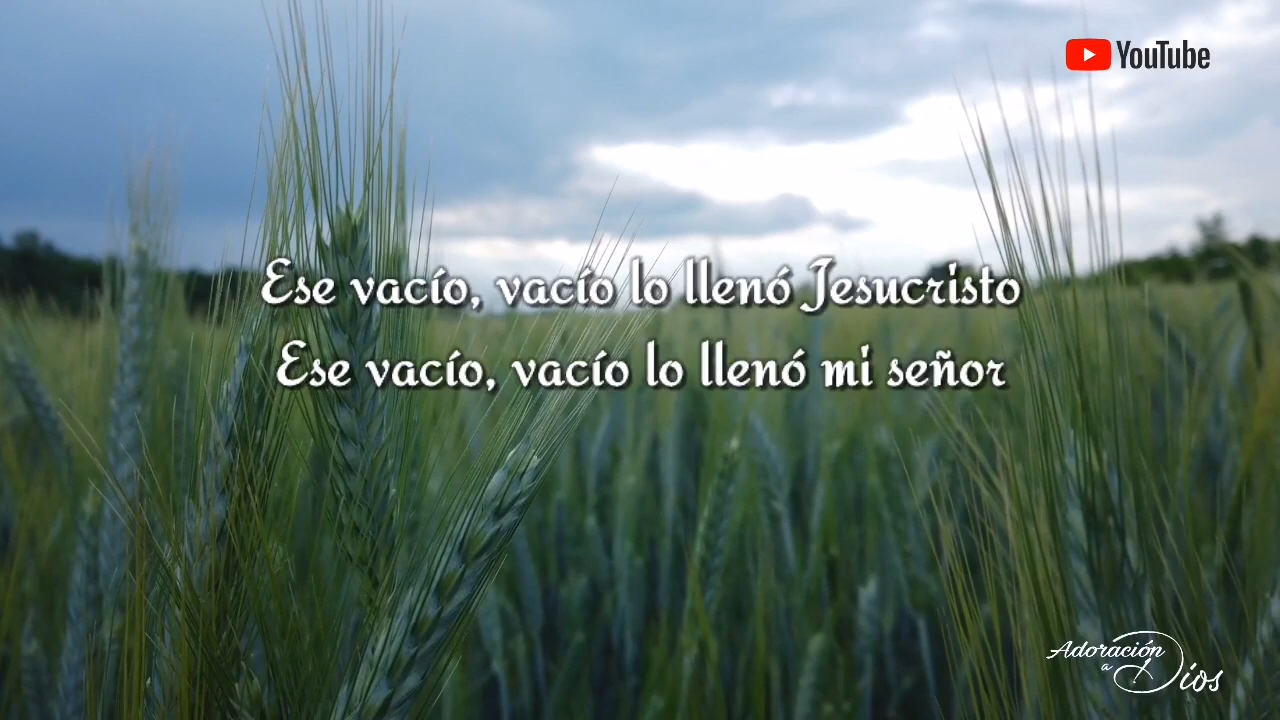 YouTube
Ese vacío, vacío lo llenó Jesucristo
Ese vacío, vacío lo llenó mi señor
Adoración
a Dios